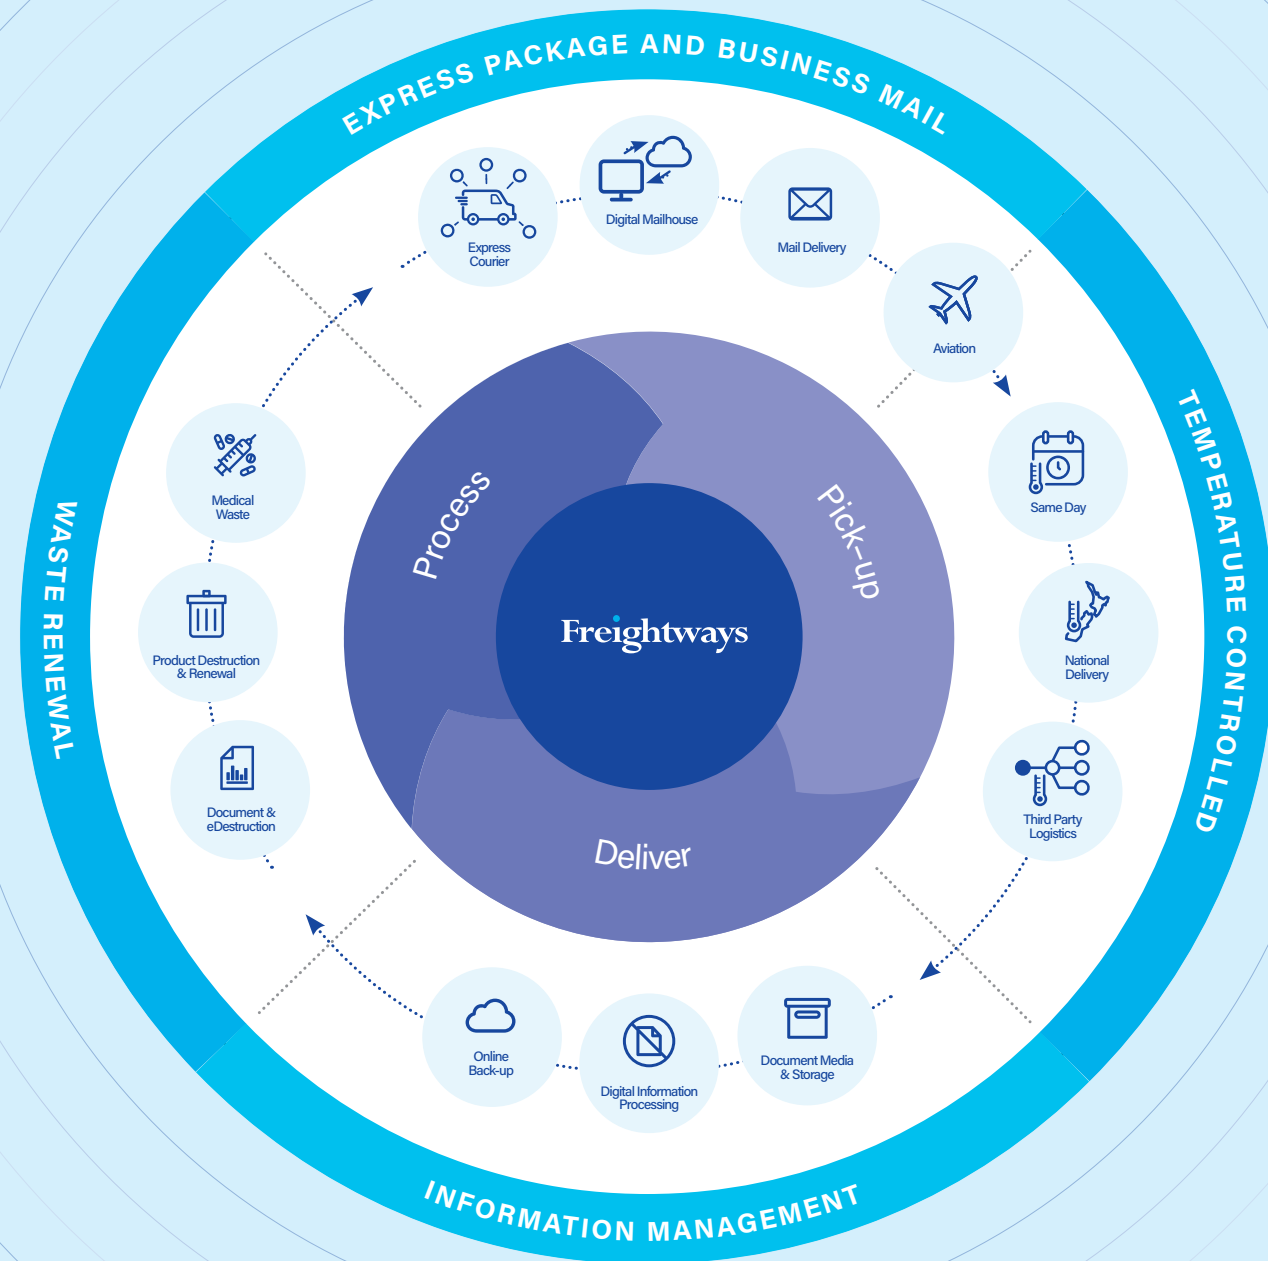 EXPRESS PACKAGE AND BUSINESS MAIL
Express
Courier
Digital Mailhouse
Mail Delivery
Aviation
TEMPERATURE CONTROLLED
Same Day
National
Delivery
Third Party
Logistics
INFORMATION MANAGEMENT
Document Media
& Storage
Digital Information
Processing
Online
Back-up
WASTE RENEWAL
Document &
eDestruction
Product Destruction
& Renewal
Medical
Waste
Process
Pick-up
Deliver
Freightways